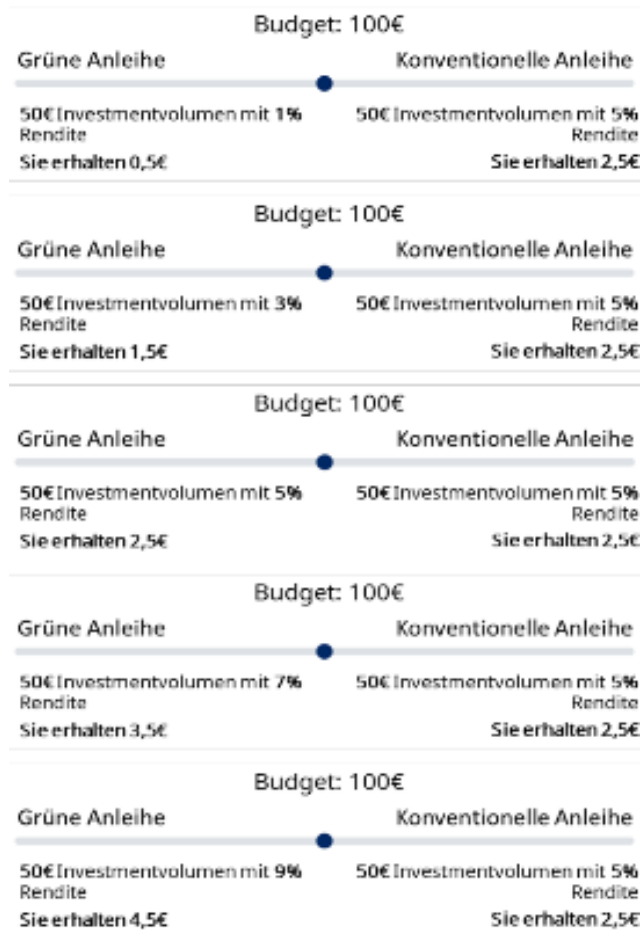 Budget: 100€
Grüne Anleihe Konventionelle Anleihe
50€ Investmentvolumen mit 1% 50€ Investmentvolumen mit 5%
Rendite Rendite
Sie erhalten 0,5€ Sie erhalten 2,5€
Budget: 100€
Grüne Anleihe Konventionelle Anleihe
50€ Investmentvolumen mit 3% 50€ Investmentvolumen mit 5%
Rendite Rendite
Sie erhalten 1,5€ Sie erhalten 2,5€
Budget: 100€
Grüne Anleihe Konventionelle Anleihe
50€ Investmentvolumen mit 5% 50€ Investmentvolumen mit 5%
Rendite Rendite
Sie erhalten 2,5€ Sie erhalten 2,5€
Budget: 100€
Grüne Anleihe Konventionelle Anleihe
50€ Investmentvolumen mit 7% 50€ Investmentvolumen mit 5%
Rendite Rendite
Sie erhalten 3,5€ Sie erhalten 2,5€
Budget: 100€
Grüne Anleihe Konventionelle Anleihe
50€ Investmentvolumen mit 9% 50€ Investmentvolumen mit 5%
Rendite Rendite
Sie erhalten 4,5€ Sie erhalten 2,5€